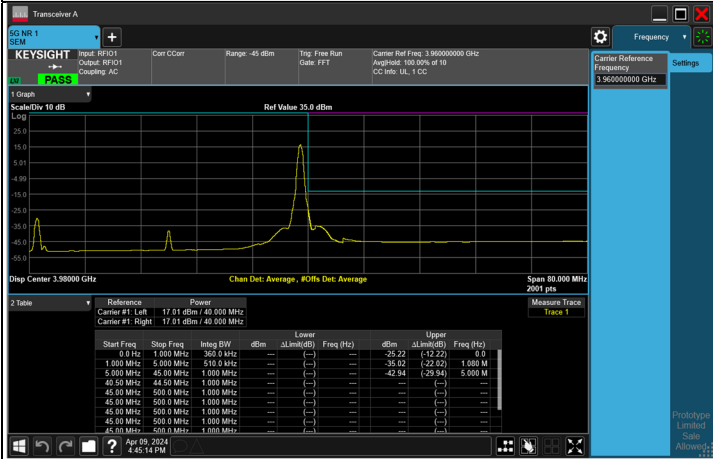 Transceiver A
5G NR 1
SEM
Frequency
KEYSIGHT
PASS
Input: RFIO1
Output: RFIO1
Coupling: AC
Corr CCorr
Range: -45 dBm
Trig: Free Run
Gate: FFT
Carrier Ref Freq: 3.960000000 GHz
Avg|Hold: 100.00% of 10
CC Info: UL, 1 CC
Carrier Reference
Frequency
3.960000000 GHz
Settings
1 Graph
Scale/Div 10 dB
Ref Value 35.0 dBm
Log
25.0
15.0
5.01
-4.99
-15.0
-25.0
-35.0
-45.0
-55.0
Disp Center 3.98000 GHz
Chan Det: Average , #Offs Det: Average
Span 80.000 MHz
2001 pts
2 Table
Reference Power
Carrier #1: Left 17.01 dBm / 40.000 MHz
Carrier #1: Right 17.01 dBm / 40.000 MHz
Measure Trace
Trace 1
Lower Upper
Start Freq Stop Freq Integ BW dBm ΔLimit(dB) Freq (Hz) dBm ΔLimit(dB) Freq (Hz)
0.0 Hz 1.000 MHz 360.0 kHz --- (---) --- -25.22 (-12.22) 0.0
1.000 MHz 5.000 MHz 510.0 kHz --- (---) --- -35.02 (-22.02) 1.080 M
5.000 MHz 45.00 MHz 1.000 MHz --- (---) --- -42.94 (-29.94) 5.000 M
40.50 MHz 44.50 MHz 1.000 MHz --- (---) --- --- (---) ---
45.00 MHz 500.0 MHz 1.000 MHz --- (---) --- --- (---) ---
45.00 MHz 500.0 MHz 1.000 MHz --- (---) --- --- (---) ---
45.00 MHz 500.0 MHz 1.000 MHz --- (---) --- --- (---) ---
45.00 MHz 500.0 MHz 1.000 MHz --- (---) --- --- (---) ---
Prototype
Limited
Sale
Allowed
Apr 09, 2024
4:45:14 PM